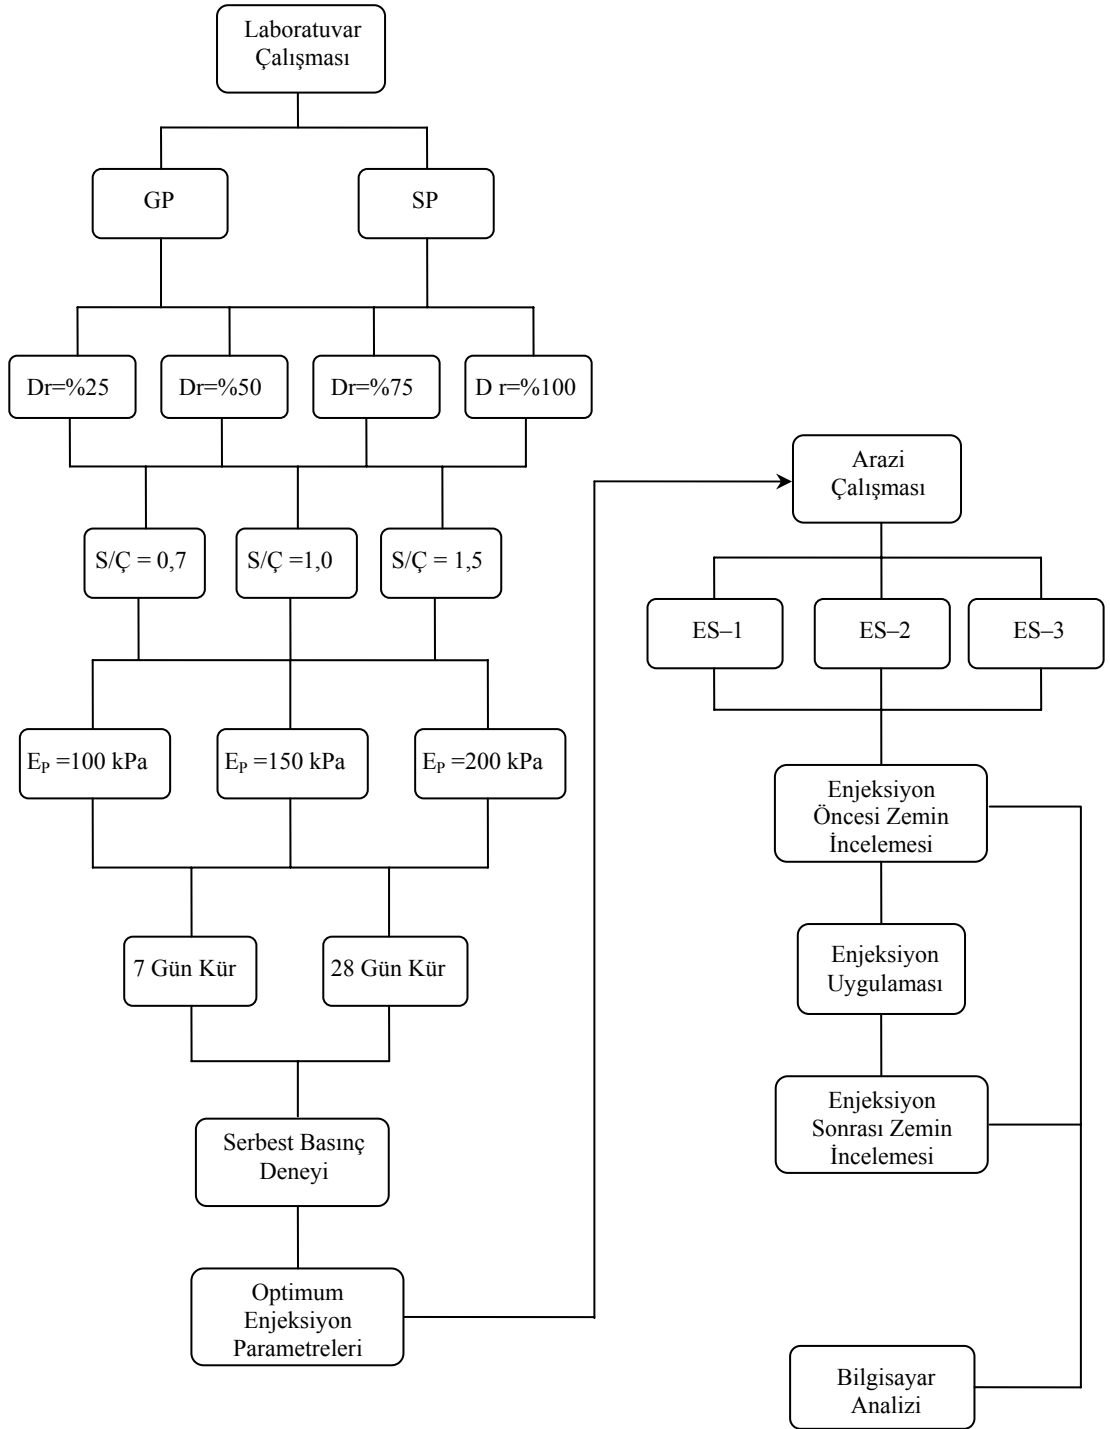 Laboratuvar
Çalışması
GP
SP
Dr=%25
Dr=%50
Dr=%75
D r=%100
S/Ç = 0,7
S/Ç =1,0
S/Ç = 1,5
EP =100 kPa
EP =150 kPa
EP =200 kPa
7 Gün Kür
28 Gün Kür
Serbest Basınç
Deneyi
Optimum
Enjeksiyon
Parametreleri
Arazi
Çalışması
ES–1
ES–2
ES–3
Enjeksiyon
Öncesi Zemin
İncelemesi
Enjeksiyon
Uygulaması
Enjeksiyon
Sonrası Zemin
İncelemesi
Bilgisayar
Analizi